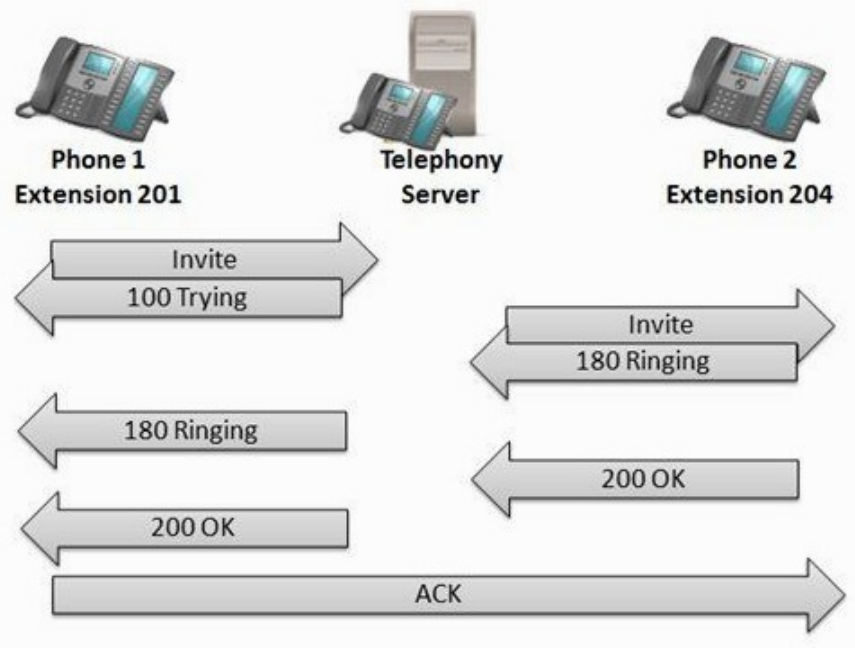 Phone 1
Extension 201
Telephony
Server
Phone 2
Extension 204
Invite
100 Trying
Invite
180 Ringing
180 Ringing
200 OK
200 OK
ACK